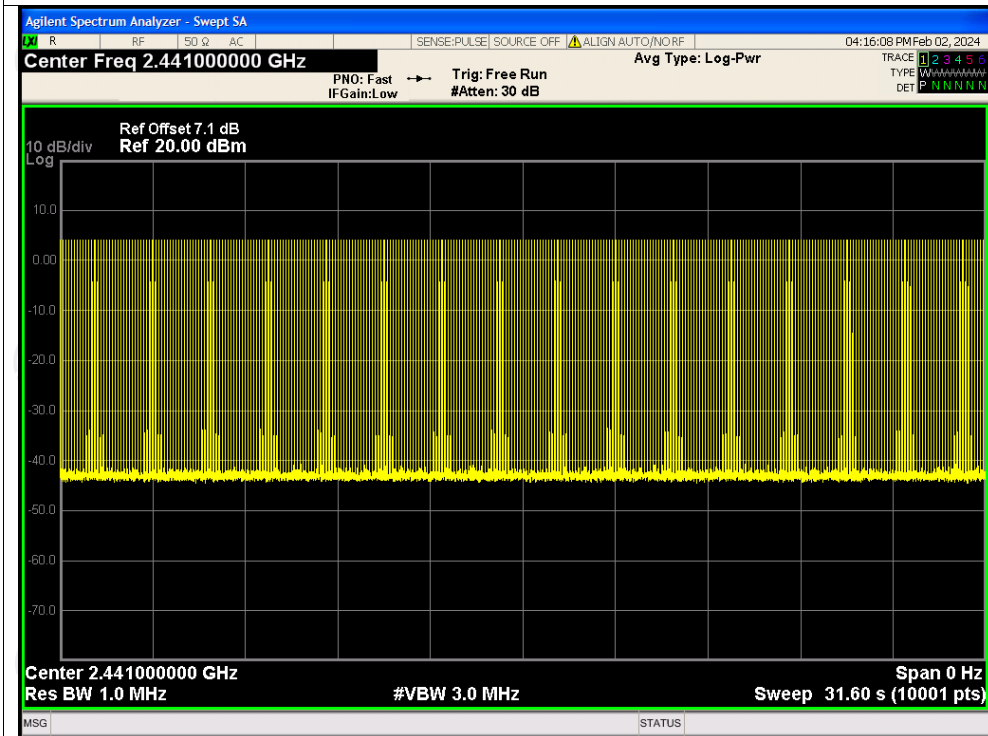 Agilent Spectrum Analyzer - Swept SA
LXI R RF 50 Ω AC SENSE:PULSE SOURCE OFF ALIGN AUTO/NO RF 04:16:08 PM Feb 02, 2024
Center Freq 2.441000000 GHz Avg Type: Log-Pwr TRACE 1 2 3 4 5 6
PNO: Fast Trig: Free Run TYPE W
IFGain:Low #Atten: 30 dB DET P N N N N N
Ref Offset 7.1 dB
10 dB/div Ref 20.00 dBm
Log
10.0
0.00
-10.0
-20.0
-30.0
-40.0
-50.0
-60.0
-70.0
Center 2.441000000 GHz Span 0 Hz
Res BW 1.0 MHz #VBW 3.0 MHz Sweep 31.60 s (10001 pts)
MSG STATUS